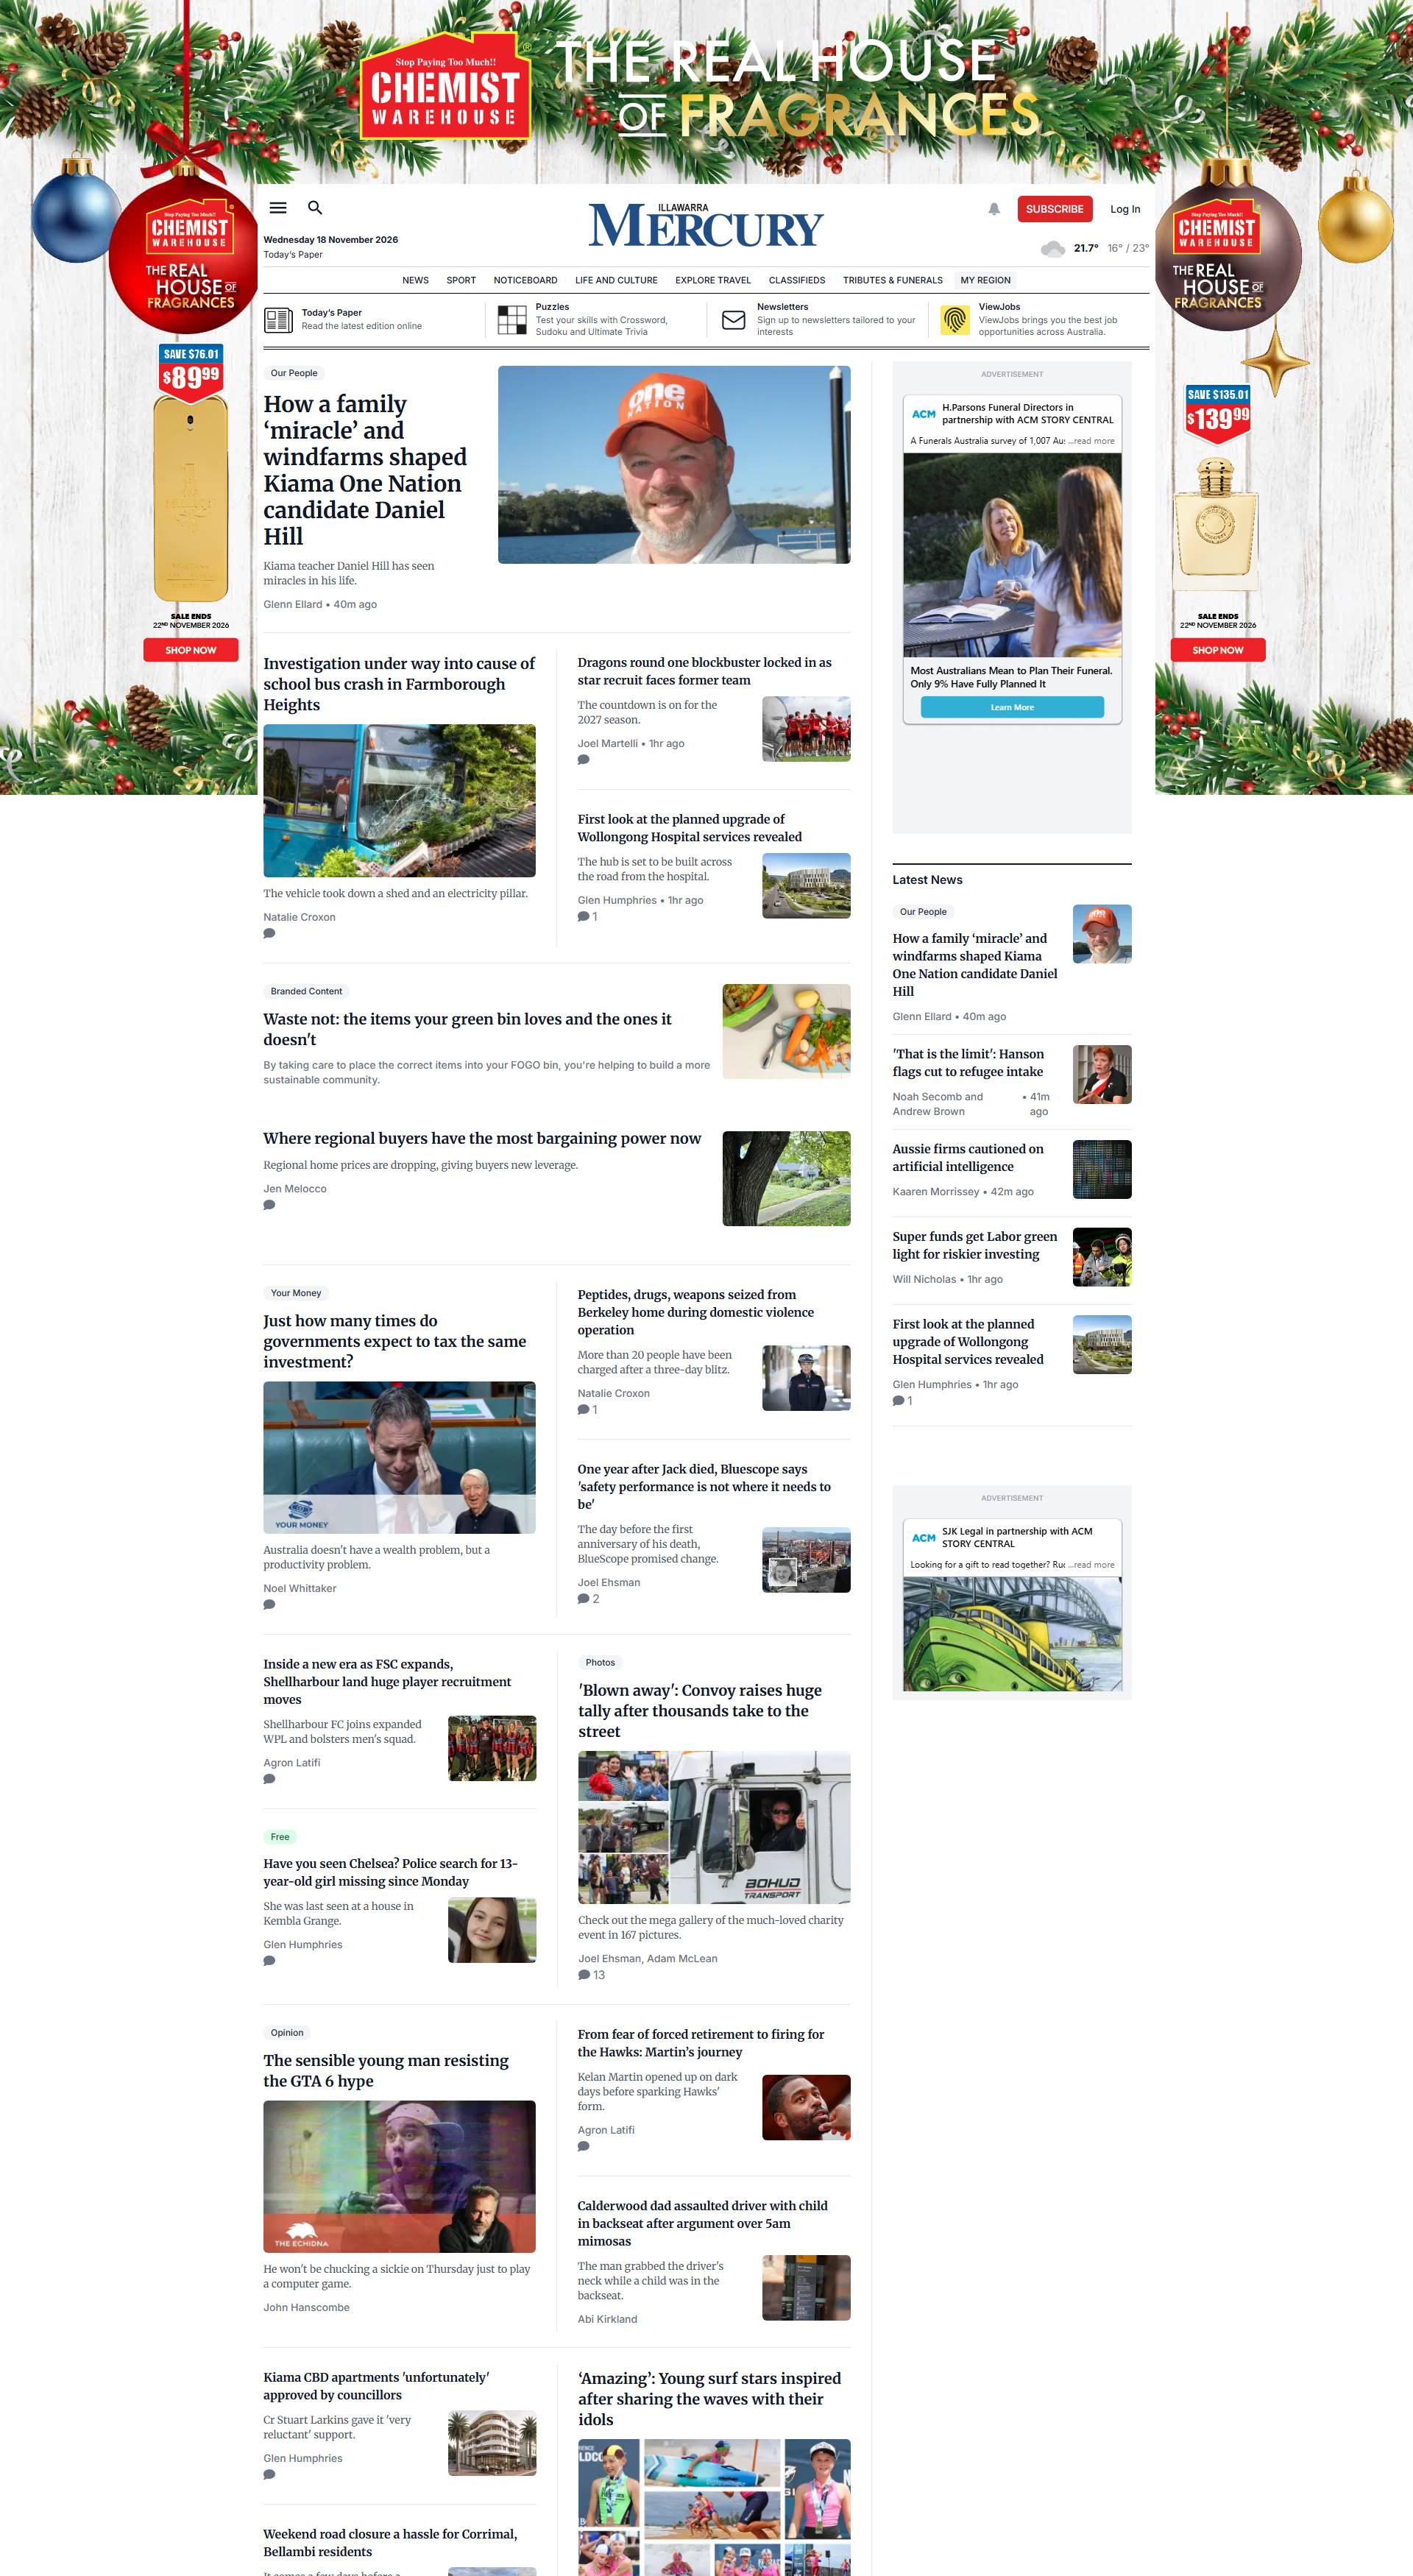 Stop Paying Too Much!!
CHEMIST
WAREHOUSE
THE REAL HOUSE
OF FRAGRANCES
Stop Paying Too Much!!
CHEMIST
WAREHOUSE
THE REAL
HOUSE OF
FRAGRANCES
SAVE $76.01
$89.99
SALE ENDS
22ND NOVEMBER 2026
SHOP NOW
Stop Paying Too Much!!
CHEMIST
WAREHOUSE
THE REAL
HOUSE OF
FRAGRANCES
SAVE $135.01
$139.99
SALE ENDS
22ND NOVEMBER 2026
SHOP NOW
ILLAWARRA
MERCURY
SUBSCRIBE
Log In
Wednesday 18 November 2026
Today's Paper
21.7° 16° / 23°
NEWS SPORT NOTICEBOARD LIFE AND CULTURE EXPLORE TRAVEL CLASSIFIEDS TRIBUTES & FUNERALS MY REGION
Today's Paper
Read the latest edition online
Puzzles
Test your skills with Crossword,
Sudoku and Ultimate Trivia
Newsletters
Sign up to newsletters tailored to your
interests
ViewJobs
ViewJobs brings you the best job
opportunities across Australia.
Our People
How a family
‘miracle’ and
windfarms shaped
Kiama One Nation
candidate Daniel
Hill
Kiama teacher Daniel Hill has seen
miracles in his life.
Glenn Ellard • 40m ago
one
NATION
Investigation under way into cause of
school bus crash in Farmborough
Heights
The vehicle took down a shed and an electricity pillar.
Natalie Croxon
Dragons round one blockbuster locked in as
star recruit faces former team
The countdown is on for the
2027 season.
Joel Martelli • 1hr ago
First look at the planned upgrade of
Wollongong Hospital services revealed
The hub is set to be built across
the road from the hospital.
Glen Humphries • 1hr ago
1
Branded Content
Waste not: the items your green bin loves and the ones it
doesn't
By taking care to place the correct items into your FOGO bin, you're helping to build a more
sustainable community.
Where regional buyers have the most bargaining power now
Regional home prices are dropping, giving buyers new leverage.
Jen Melocco
Your Money
Just how many times do
governments expect to tax the same
investment?
YOUR MONEY
Australia doesn't have a wealth problem, but a
productivity problem.
Noel Whittaker
Peptides, drugs, weapons seized from
Berkeley home during domestic violence
operation
More than 20 people have been
charged after a three-day blitz.
Natalie Croxon
1
One year after Jack died, Bluescope says
'safety performance is not where it needs to
be'
The day before the first
anniversary of his death,
BlueScope promised change.
Joel Ehsman
2
Inside a new era as FSC expands,
Shellharbour land huge player recruitment
moves
Shellharbour FC joins expanded
WPL and bolsters men's squad.
Agron Latifi
Free
Have you seen Chelsea? Police search for 13-
year-old girl missing since Monday
She was last seen at a house in
Kembla Grange.
Glen Humphries
Photos
'Blown away': Convoy raises huge
tally after thousands take to the
street
BOHUD
TRANSPORT
Check out the mega gallery of the much-loved charity
event in 167 pictures.
Joel Ehsman, Adam McLean
13
Opinion
The sensible young man resisting
the GTA 6 hype
THE ECHIDNA
He won't be chucking a sickie on Thursday just to play
a computer game.
John Hanscombe
From fear of forced retirement to firing for
the Hawks: Martin’s journey
Kelan Martin opened up on dark
days before sparking Hawks'
form.
Agron Latifi
Calderwood dad assaulted driver with child
in backseat after argument over 5am
mimosas
The man grabbed the driver's
neck while a child was in the
backseat.
Abi Kirkland
Kiama CBD apartments 'unfortunately'
approved by councillors
Cr Stuart Larkins gave it 'very
reluctant' support.
Glen Humphries
Weekend road closure a hassle for Corrimal,
Bellambi residents
It comes a few days before a
‘Amazing’: Young surf stars inspired
after sharing the waves with their
idols
ADVERTISEMENT
ACM
H.Parsons Funeral Directors in
partnership with ACM STORY CENTRAL
A Funerals Australia survey of 1,007 Au: ...read more
Most Australians Mean to Plan Their Funeral.
Only 9% Have Fully Planned It
Learn More
Latest News
Our People
How a family ‘miracle’ and
windfarms shaped Kiama
One Nation candidate Daniel
Hill
Glenn Ellard • 40m ago
'That is the limit': Hanson
flags cut to refugee intake
Noah Secomb and
Andrew Brown
• 41m
ago
Aussie firms cautioned on
artificial intelligence
Kaaren Morrissey • 42m ago
Super funds get Labor green
light for riskier investing
Will Nicholas • 1hr ago
First look at the planned
upgrade of Wollongong
Hospital services revealed
Glen Humphries • 1hr ago
1
ADVERTISEMENT
ACM
SJK Legal in partnership with ACM
STORY CENTRAL
Looking for a gift to read together? Ru ...read more